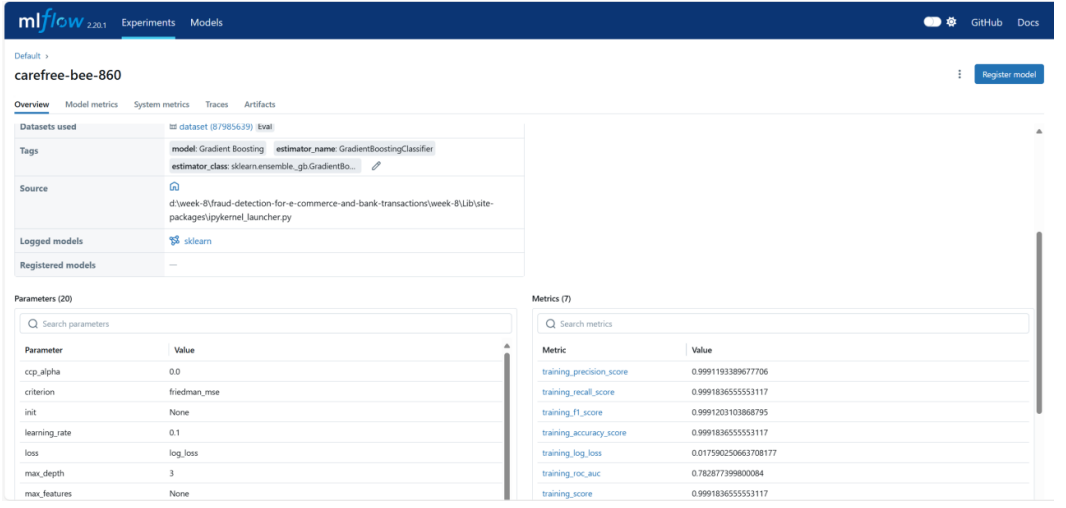 mlflow 2.20.1 Experiments Models GitHub Docs
Default ›
carefree-bee-860
Register model
Overview Model metrics System metrics Traces Artifacts
Datasets used dataset (87985639) Eval
Tags model: Gradient Boosting estimator_name: GradientBoostingClassifier
estimator_class: sklearn.ensemble._gb.GradientBo...
Source
d:\week-8\fraud-detection-for-e-commerce-and-bank-transactions\week-8\Lib\site-
packages\ipykernel_launcher.py
Logged models sklearn
Registered models —
Parameters (20)
Search parameters
Parameter Value
ccp_alpha 0.0
criterion friedman_mse
init None
learning_rate 0.1
loss log_loss
max_depth 3
max_features None
Metrics (7)
Search metrics
Metric Value
training_precision_score 0.9991193389677706
training_recall_score 0.9991836555553117
training_f1_score 0.9991203103868795
training_accuracy_score 0.9991836555553117
training_log_loss 0.017590250663708177
training_roc_auc 0.782877399800084
training_score 0.9991836555553117